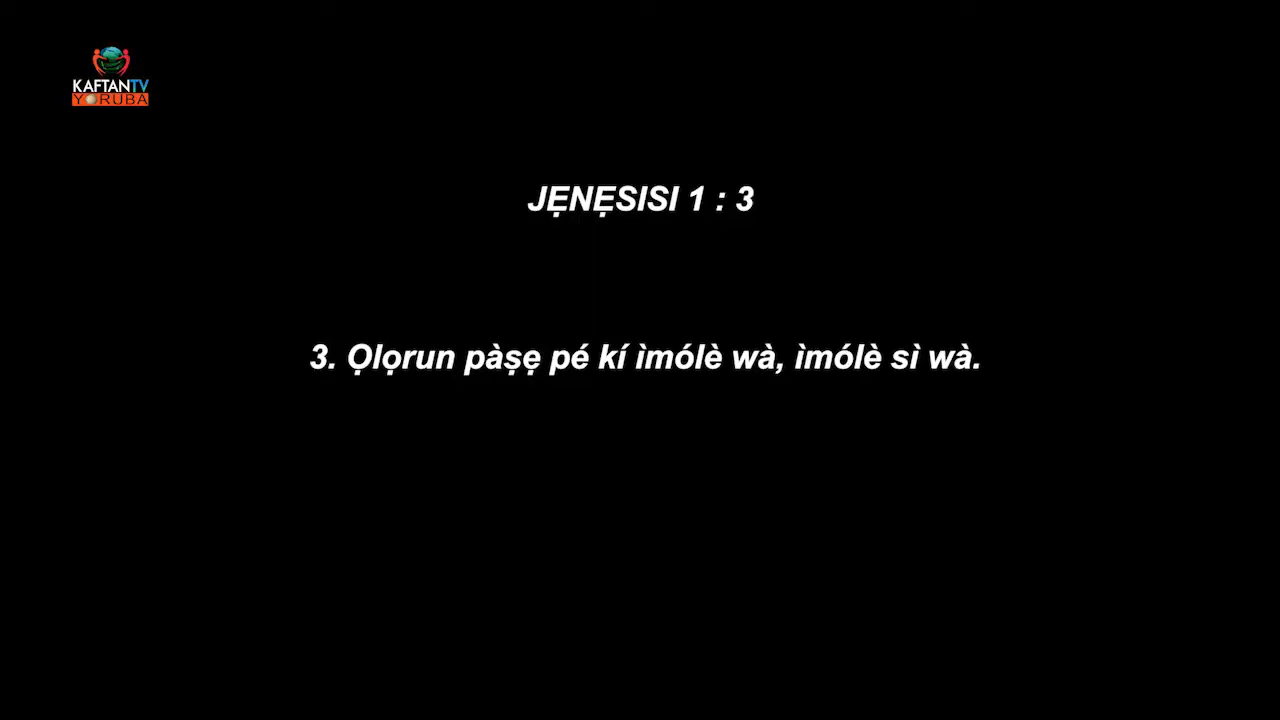 KAFTANTV
YORUBA
JẸNẸSISI 1 : 3
3. Ọlọrun pàṣẹ pé kí ìmólè wà, ìmólè sì wà.